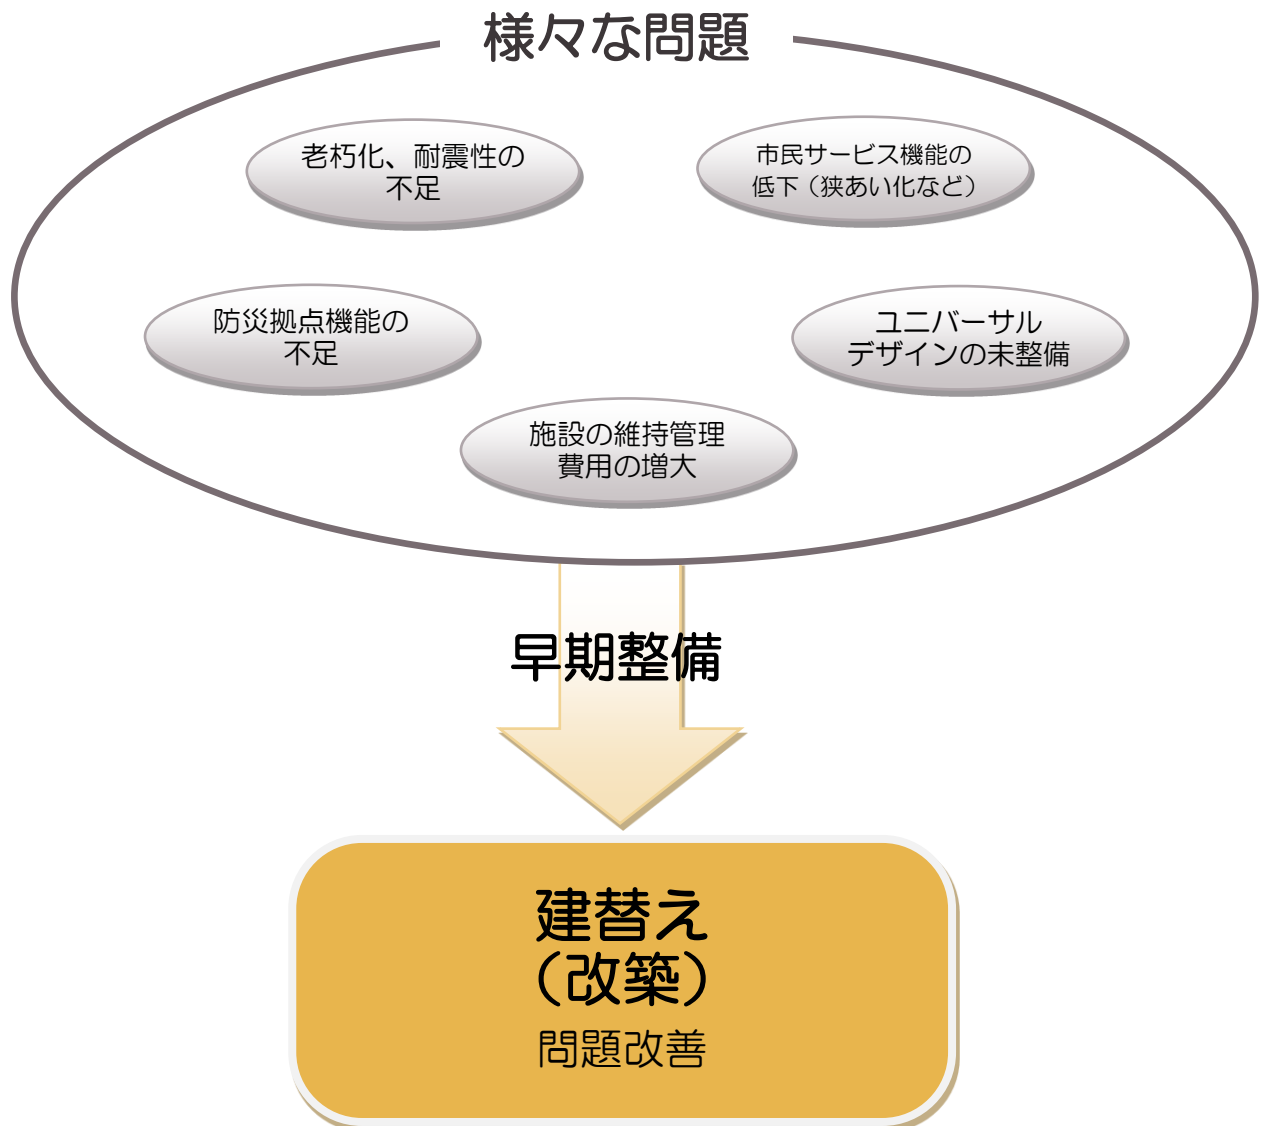 様々な問題
老朽化、耐震性の
不足
市民サービス機能の
低下（狭あい化など）
防災拠点機能の
不足
ユニバーサル
デザインの未整備
施設の維持管理
費用の増大
早期整備
建替え
（改築）
問題改善